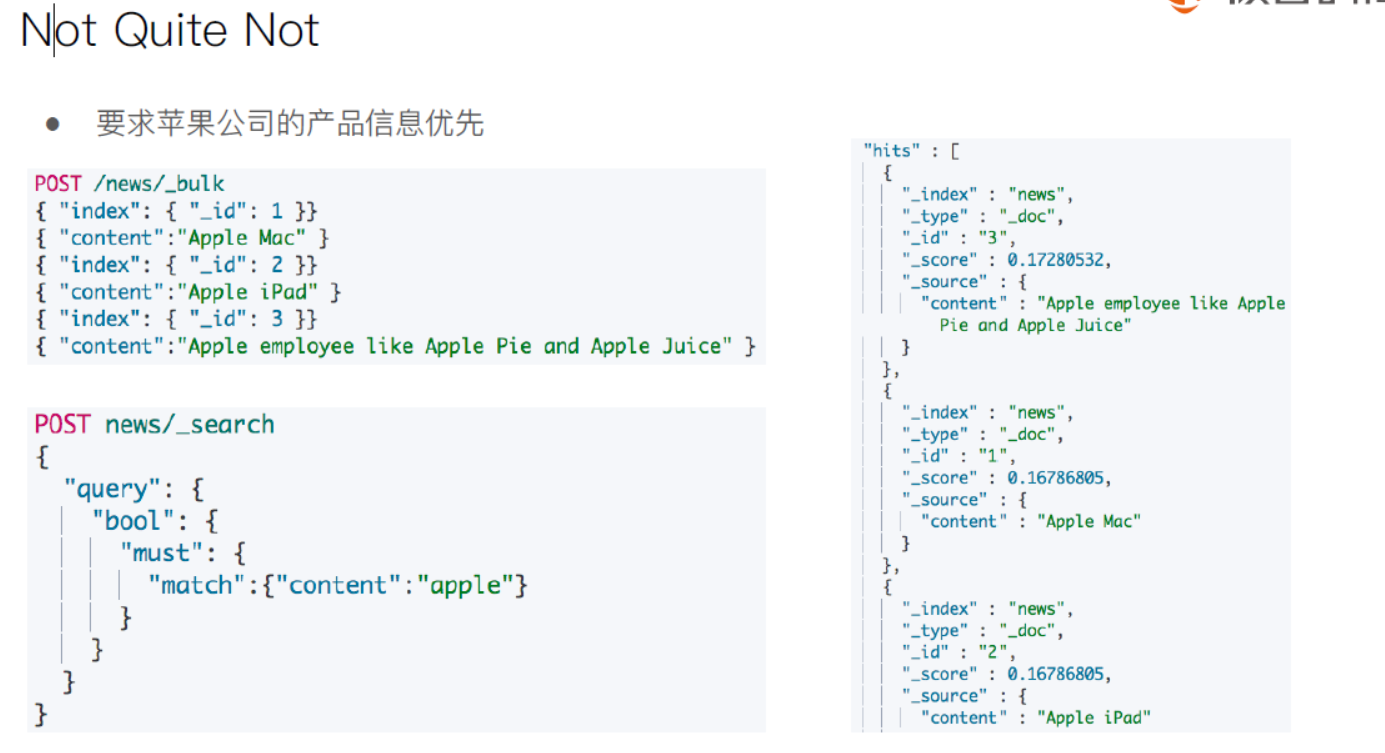 Not Quite Not
● 要求苹果公司的产品信息优先
POST /news/_bulk
{ "index": { "_id": 1 }}
{ "content":"Apple Mac" }
{ "index": { "_id": 2 }}
{ "content":"Apple iPad" }
{ "index": { "_id": 3 }}
{ "content":"Apple employee like Apple Pie and Apple Juice" }
POST news/_search
{
"query": {
"bool": {
"must": {
"match":{"content":"apple"}
}
}
}
}
"hits" : [
{
"_index" : "news",
"_type" : "_doc",
"_id" : "3",
"_score" : 0.17280532,
"_source" : {
"content" : "Apple employee like Apple
Pie and Apple Juice"
}
},
{
"_index" : "news",
"_type" : "_doc",
"_id" : "1",
"_score" : 0.16786805,
"_source" : {
"content" : "Apple Mac"
}
},
{
"_index" : "news",
"_type" : "_doc",
"_id" : "2",
"_score" : 0.16786805,
"_source" : {
"content" : "Apple iPad"